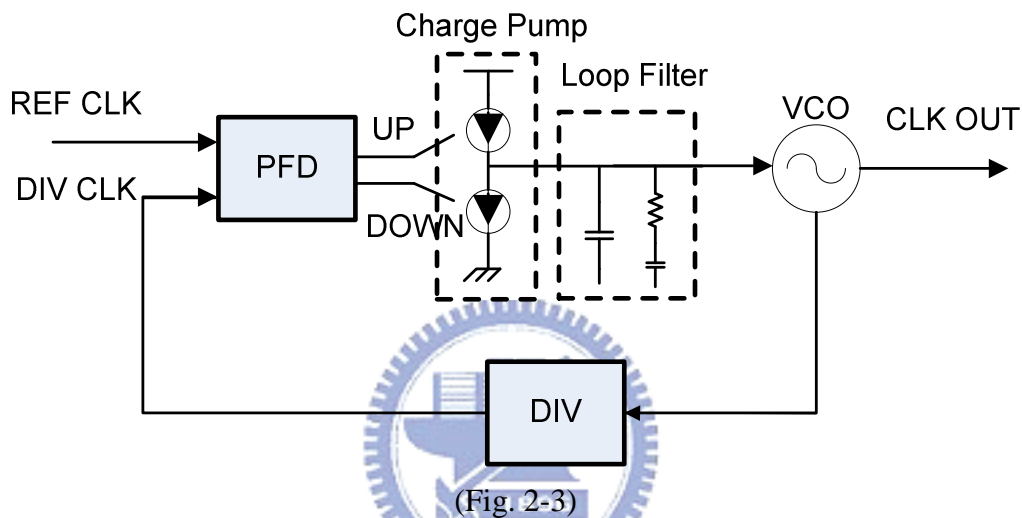 Charge Pump
Loop Filter
REF CLK
UP
VCO
CLK OUT
PFD
DIV CLK
DOWN
DIV
(Fig. 2-3)